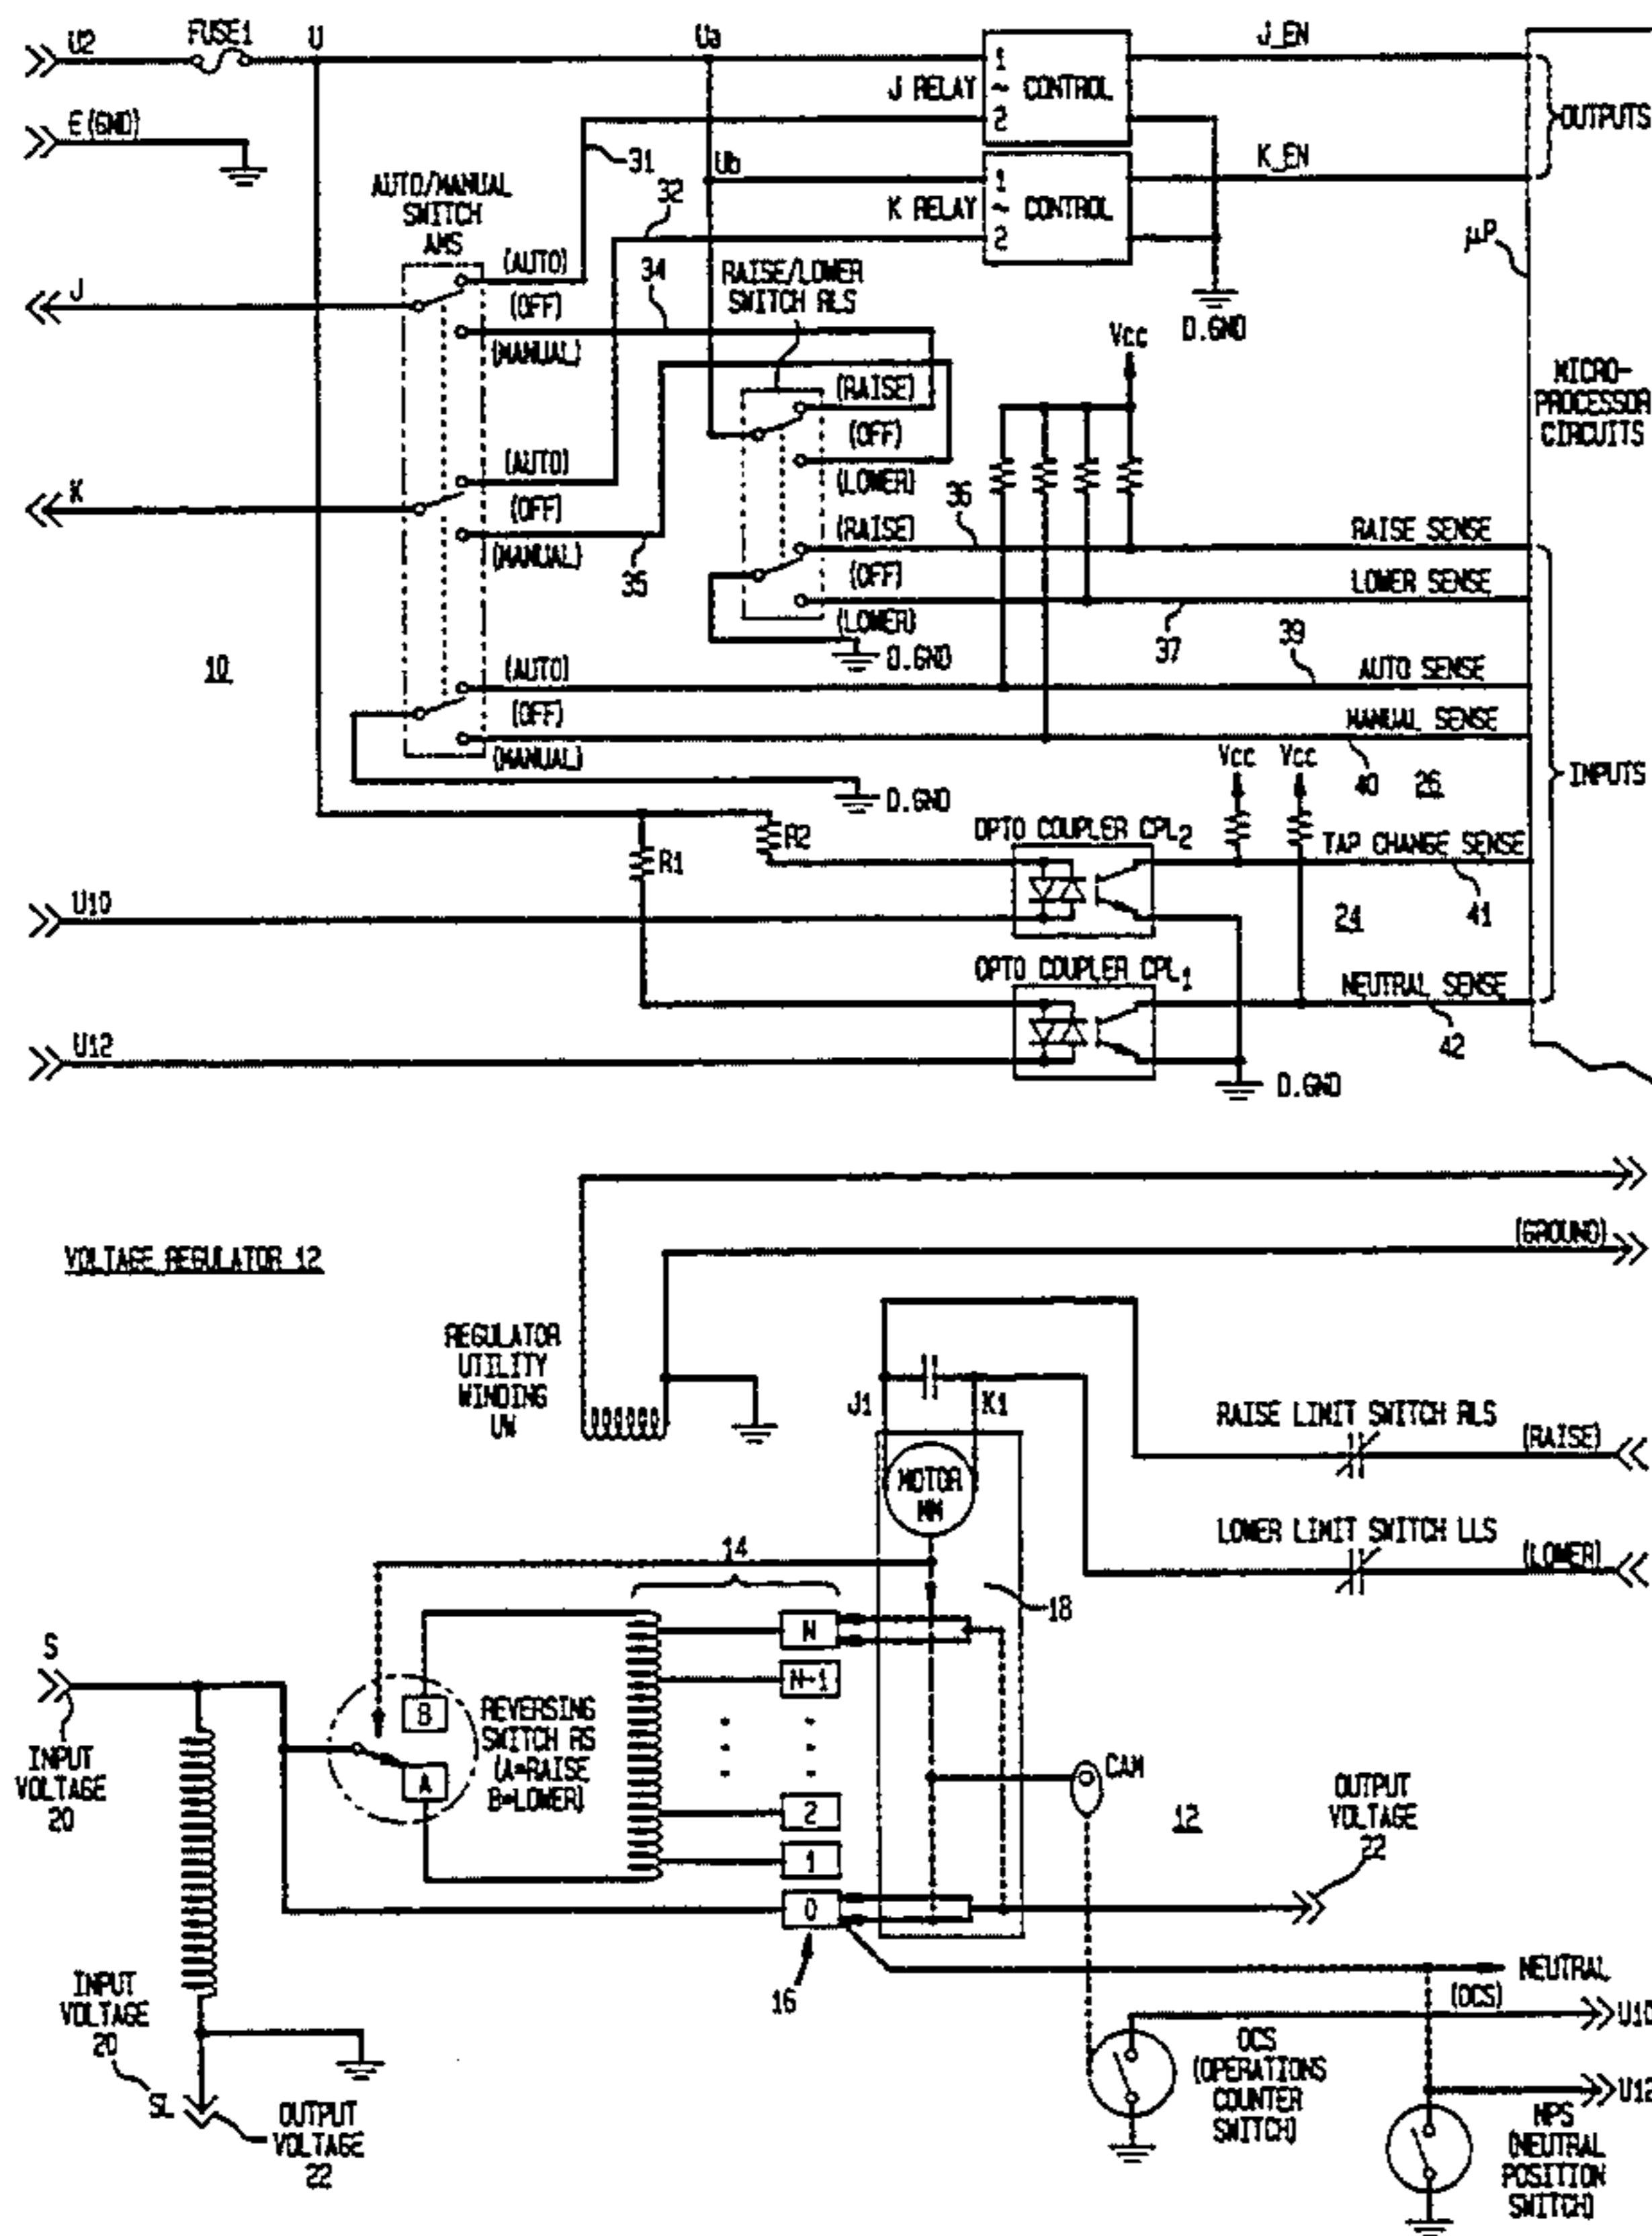 U2
FUSE1
U
Ua
J_EN
1
J RELAY ~ CONTROL
2
OUTPUTS
E(GND)
31
Ub
K_EN
1
K RELAY ~ CONTROL
2
AUTO/MANUAL
SWITCH
AMS
32
µP
(AUTO)
34
RAISE/LOWER
SWITCH RLS
J
(OFF)
D.GND
(MANUAL)
Vcc
MICRO-
PROCESSOR
CIRCUITS
(RAISE)
(OFF)
(LOWER)
K
(AUTO)
(OFF)
(MANUAL)
35
36
(RAISE)
(OFF)
(LOWER)
RAISE SENSE
LOWER SENSE
37
39
D.GND
10
(AUTO)
AUTO SENSE
(OFF)
MANUAL SENSE
(MANUAL)
40
26
INPUTS
Vcc
Vcc
D.GND
R1
R2
OPTO COUPLER CPL2
TAP CHANGE SENSE
41
U10
24
OPTO COUPLER CPL1
NEUTRAL SENSE
42
U12
D.GND
VOLTAGE REGULATOR 12
(GROUND)
REGULATOR
UTILITY
WINDING
UW
J1
K1
RAISE LIMIT SWITCH RLS
(RAISE)
MOTOR
MM
LOWER LIMIT SWITCH LLS
(LOWER)
14
18
S
N
N-1
B
REVERSING
SWITCH RS
(A=RAISE
B=LOWER)
A
INPUT
VOLTAGE
20
CAM
2
12
OUTPUT
VOLTAGE
22
1
0
16
NEUTRAL
(OCS)
U10
INPUT
VOLTAGE
20
OCS
(OPERATIONS
COUNTER
SWITCH)
U12
SL
OUTPUT
VOLTAGE
22
NPS
(NEUTRAL
POSITION
SWITCH)